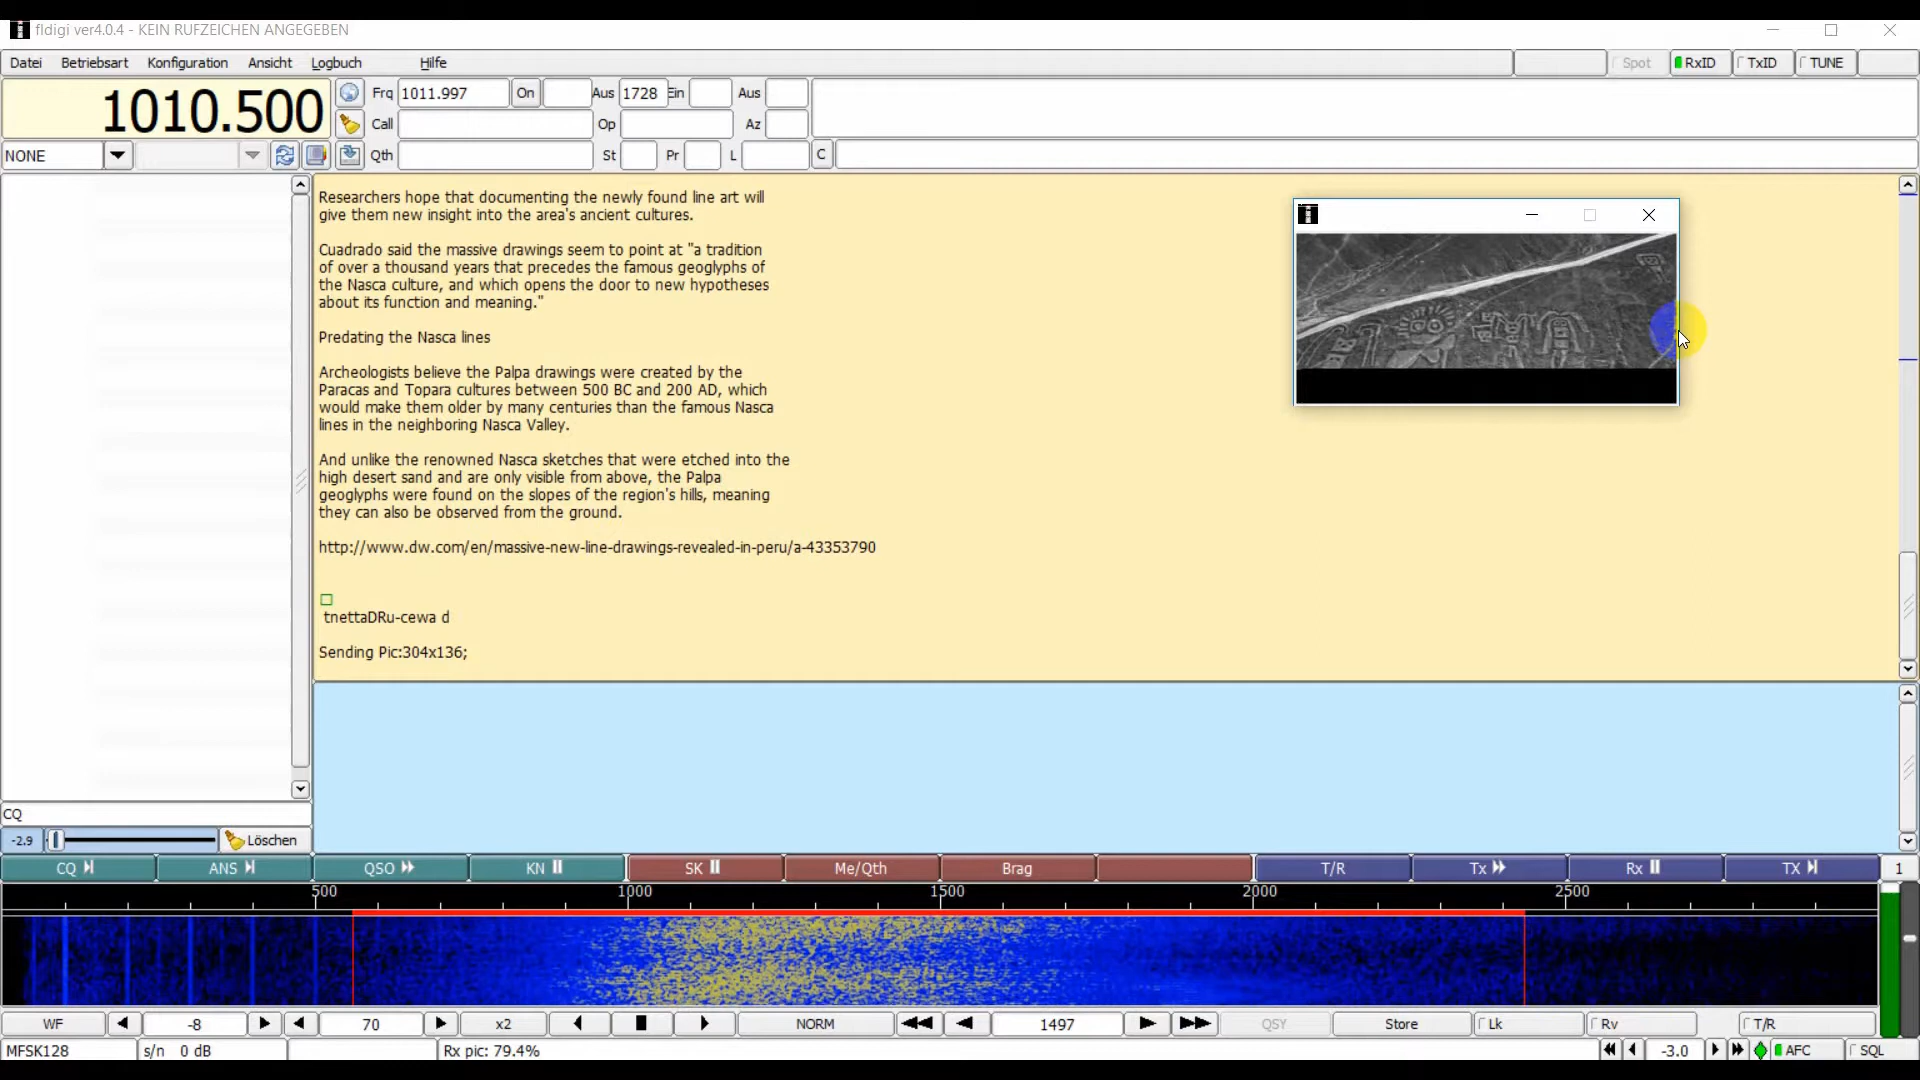 fldigi ver4.0.4 - KEIN RUFZEICHEN ANGEGEBEN
Datei Betriebsart Konfiguration Ansicht Logbuch Hilfe Spot RxID TxID TUNE
1010.500 Frq 1011.997 On Aus 1728 Ein Aus
Call Op Az
NONE Qth St Pr L C
Researchers hope that documenting the newly found line art will
give them new insight into the area's ancient cultures.
Cuadrado said the massive drawings seem to point at "a tradition
of over a thousand years that precedes the famous geoglyphs of
the Nasca culture, and which opens the door to new hypotheses
about its function and meaning."
Predating the Nasca lines
Archeologists believe the Palpa drawings were created by the
Paracas and Topara cultures between 500 BC and 200 AD, which
would make them older by many centuries than the famous Nasca
lines in the neighboring Nasca Valley.
And unlike the renowned Nasca sketches that were etched into the
high desert sand and are only visible from above, the Palpa
geoglyphs were found on the slopes of the region's hills, meaning
they can also be observed from the ground.
http://www.dw.com/en/massive-new-line-drawings-revealed-in-peru/a-43353790
tnettaDRu-cewa d
Sending Pic:304x136;
CQ
-2.9 Löschen
CQ ANS QSO KN SK Me/Qth Brag T/R Tx Rx TX 1
500 1000 1500 2000 2500
WF -8 70 x2 NORM 1497 QSY Store Lk Rv T/R
MFSK128 s/n 0 dB Rx pic: 79.4% -3.0 AFC SQL